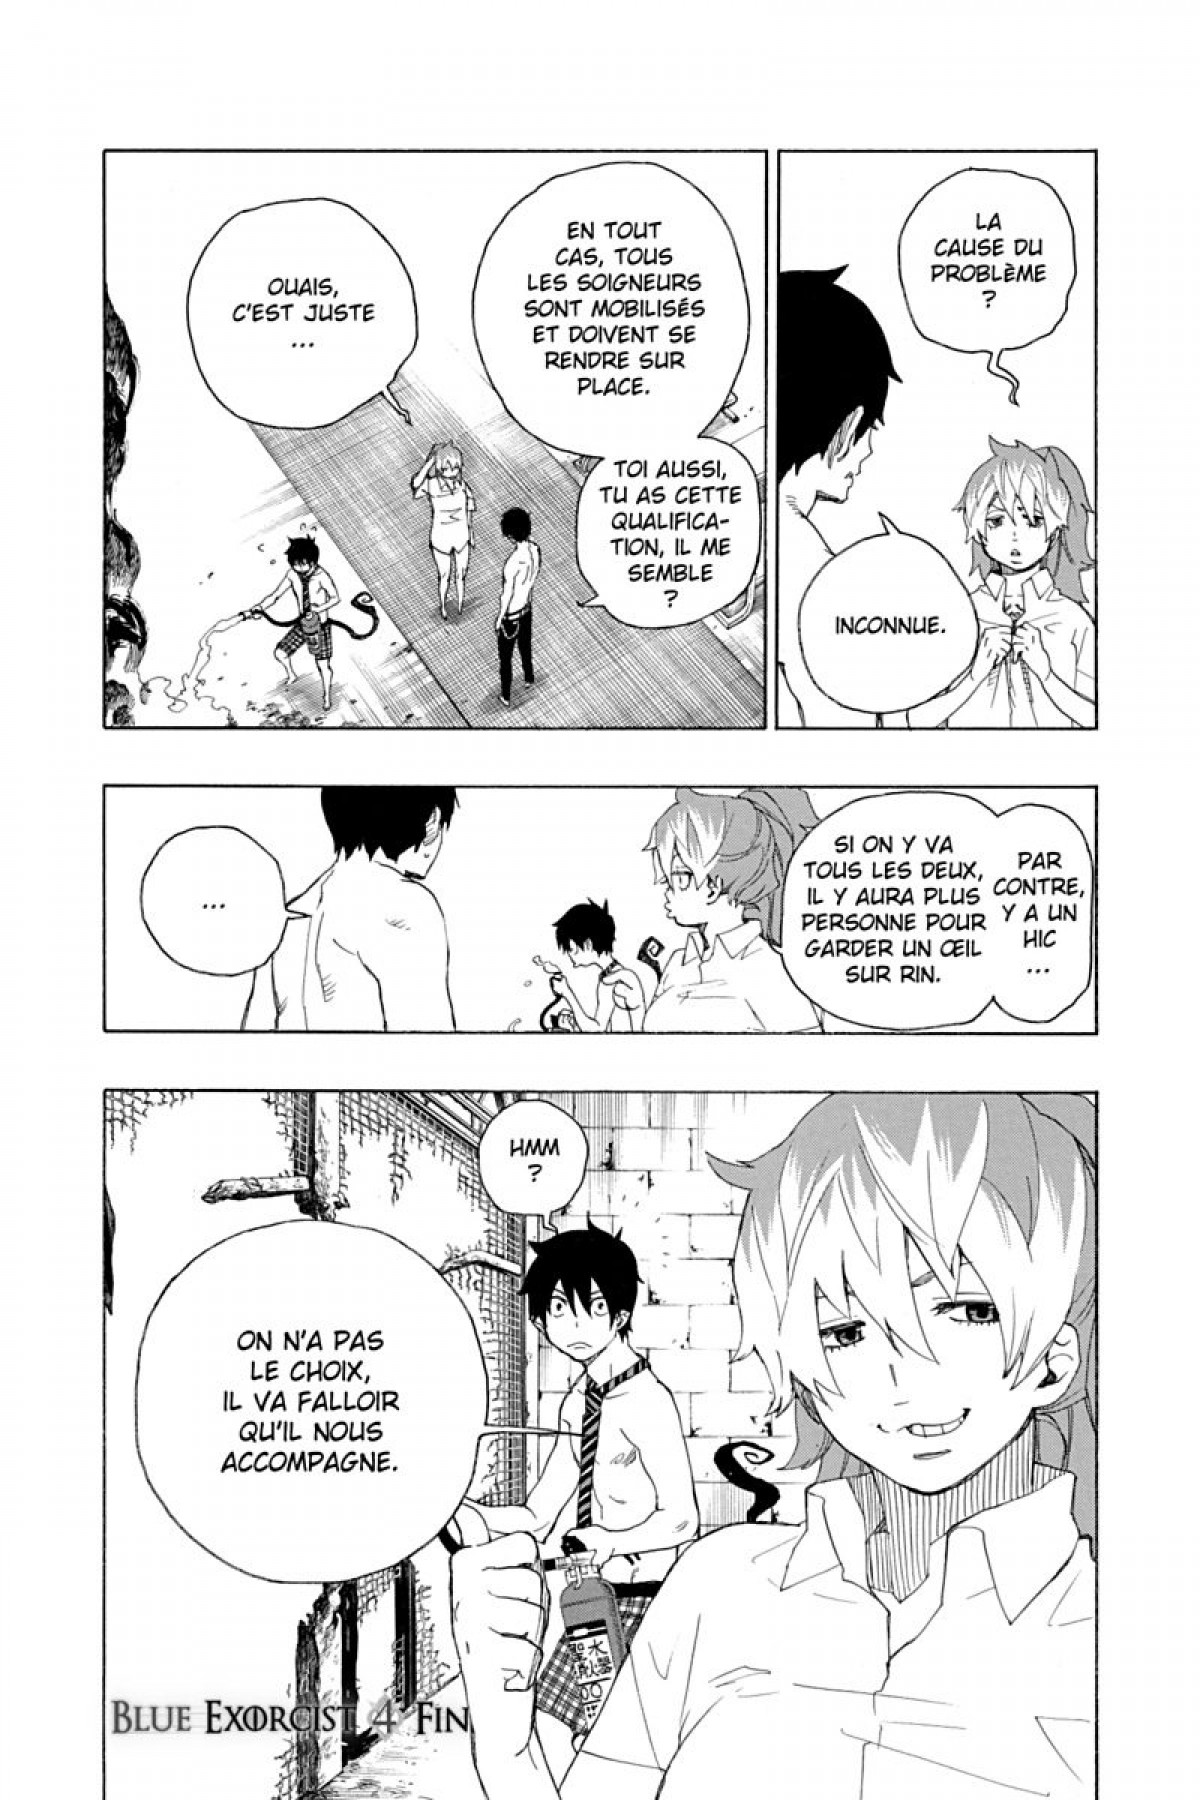 LA
CAUSE DU
PROBLÈME
?
INCONNUE.
EN TOUT
CAS, TOUS
LES SOIGNEURS
SONT MOBILISÉS
ET DOIVENT SE
RENDRE SUR
PLACE.
TOI AUSSI,
TU AS CETTE
QUALIFICA-
TION, IL ME
SEMBLE
?
OUAIS,
C'EST JUSTE
...
PAR
CONTRE,
Y A UN
HIC
...
SI ON Y VA
TOUS LES DEUX,
IL Y AURA PLUS
PERSONNE POUR
GARDER UN ŒIL
SUR RIN.
...
HMM
?
ON N'A PAS
LE CHOIX,
IL VA FALLOIR
QU'IL NOUS
ACCOMPAGNE.
BLUE EXORCIST 4 FIN